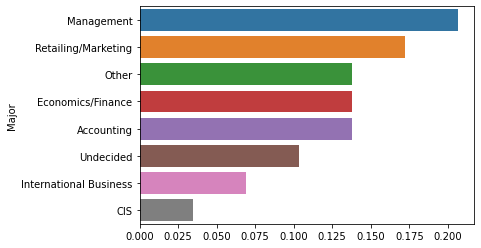 Management
Retailing/Marketing
Other
Economics/Finance
Accounting
Undecided
International Business
CIS
Major
0.000 0.025 0.050 0.075 0.100 0.125 0.150 0.175 0.200